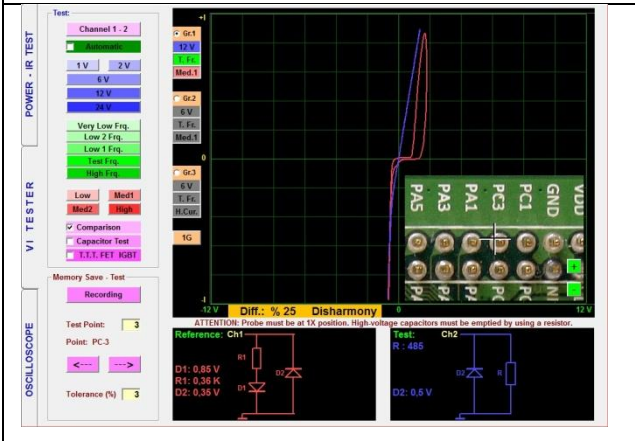 POWER - IR TEST
VI TESTER
OSCILLOSCOPE
Test:
Channel 1 - 2
Automatic
1 V
2 V
6 V
12 V
24 V
Very Low Frq.
Low 2 Frq.
Low 1 Frq.
Test Frq.
High Frq.
Low
Med1
Med2
High
Comparison
Capacitor Test
T.T.T. FET IGBT
Memory Save - Test
Recording
Test Point:
3
Point: PC-3
<---
--->
Tolerance (%)
3
Gr.1
12 V
T. Fr.
Med.1
Gr.2
6 V
T. Fr.
Med.1
Gr.3
6 V
T. Fr.
H.Cur.
1G
+I
0
-I
-12 V
0
12 V
PA5
PA3
PA1
PC3
PC1
GND
VDD
+
-
Diff.: % 25 Disharmony
ATTENTION: Probe must be at 1X position. High-voltage capacitors must be emptied by using a resistor.
Reference: Ch1
R1
D1
D2
D1: 0,85 V
R1: 0,36 K
D2: 0,35 V
Test: Ch2
R : 485
D2
R
D2: 0,5 V